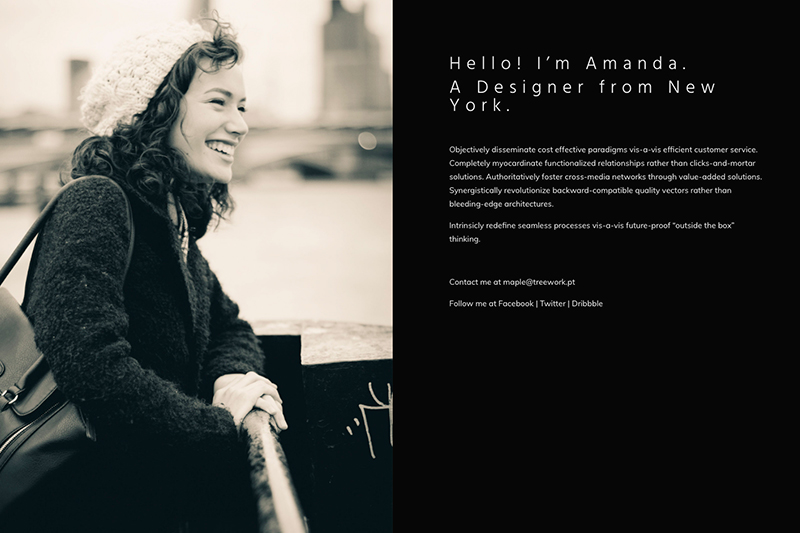 Hello! I’m Amanda.
A Designer from New
York.
Objectively disseminate cost effective paradigms vis-a-vis efficient customer service.
Completely myocardinate functionalized relationships rather than clicks-and-mortar
solutions. Authoritatively foster cross-media networks through value-added solutions.
Synergistically revolutionize backward-compatible quality vectors rather than
bleeding-edge architectures.
Intrinsicly redefine seamless processes vis-a-vis future-proof “outside the box”
thinking.
Contact me at maple@treework.pt
Follow me at Facebook | Twitter | Dribbble